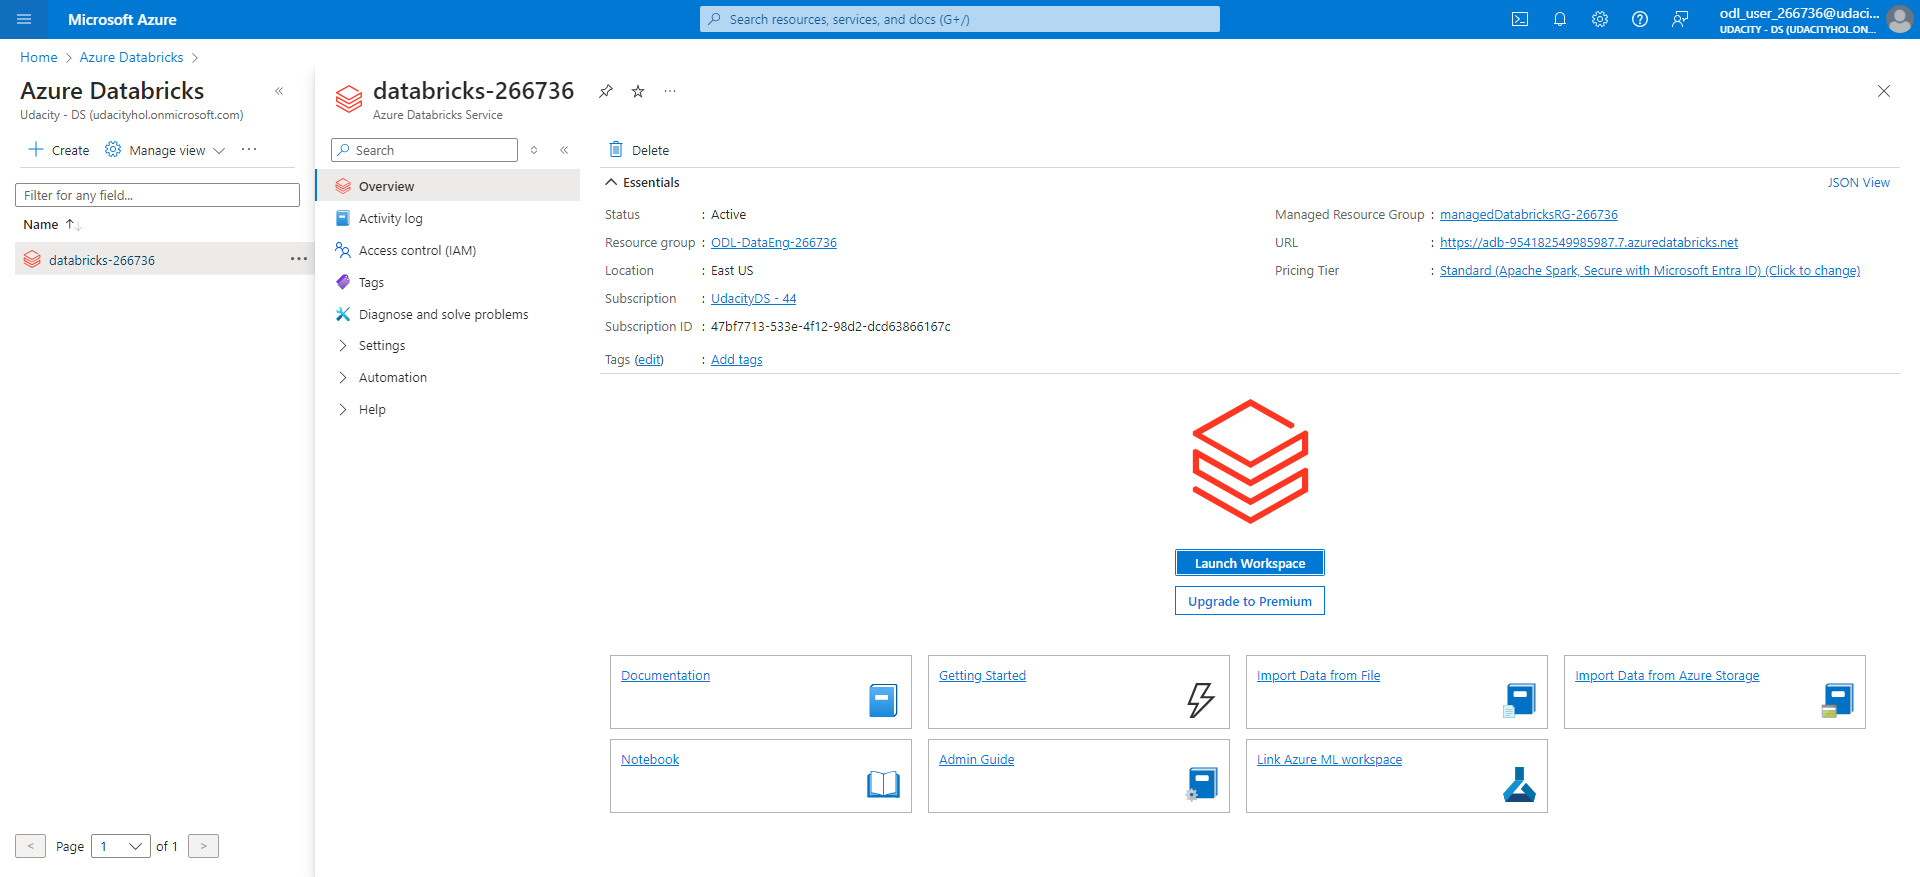 Microsoft Azure
Search resources, services, and docs (G+/)
odl_user_266736@udaci...
UDACITY - DS (UDACITYHOL.ON...
Home > Azure Databricks >
Azure Databricks
Udacity - DS (udacityhol.onmicrosoft.com)
Create
Manage view
Filter for any field...
Name
databricks-266736
Page 1 of 1
databricks-266736
Azure Databricks Service
Search
Overview
Activity log
Access control (IAM)
Tags
Diagnose and solve problems
Settings
Automation
Help
Delete
Essentials
JSON View
Status : Active
Resource group : ODL-DataEng-266736
Location : East US
Subscription : UdacityDS - 44
Subscription ID : 47bf7713-533e-4f12-98d2-dcd63866167c
Tags (edit) : Add tags
Managed Resource Group : managedDatabricksRG-266736
URL : https://adb-954182549985987.7.azuredatabricks.net
Pricing Tier : Standard (Apache Spark, Secure with Microsoft Entra ID) (Click to change)
Launch Workspace
Upgrade to Premium
Documentation
Getting Started
Import Data from File
Import Data from Azure Storage
Notebook
Admin Guide
Link Azure ML workspace